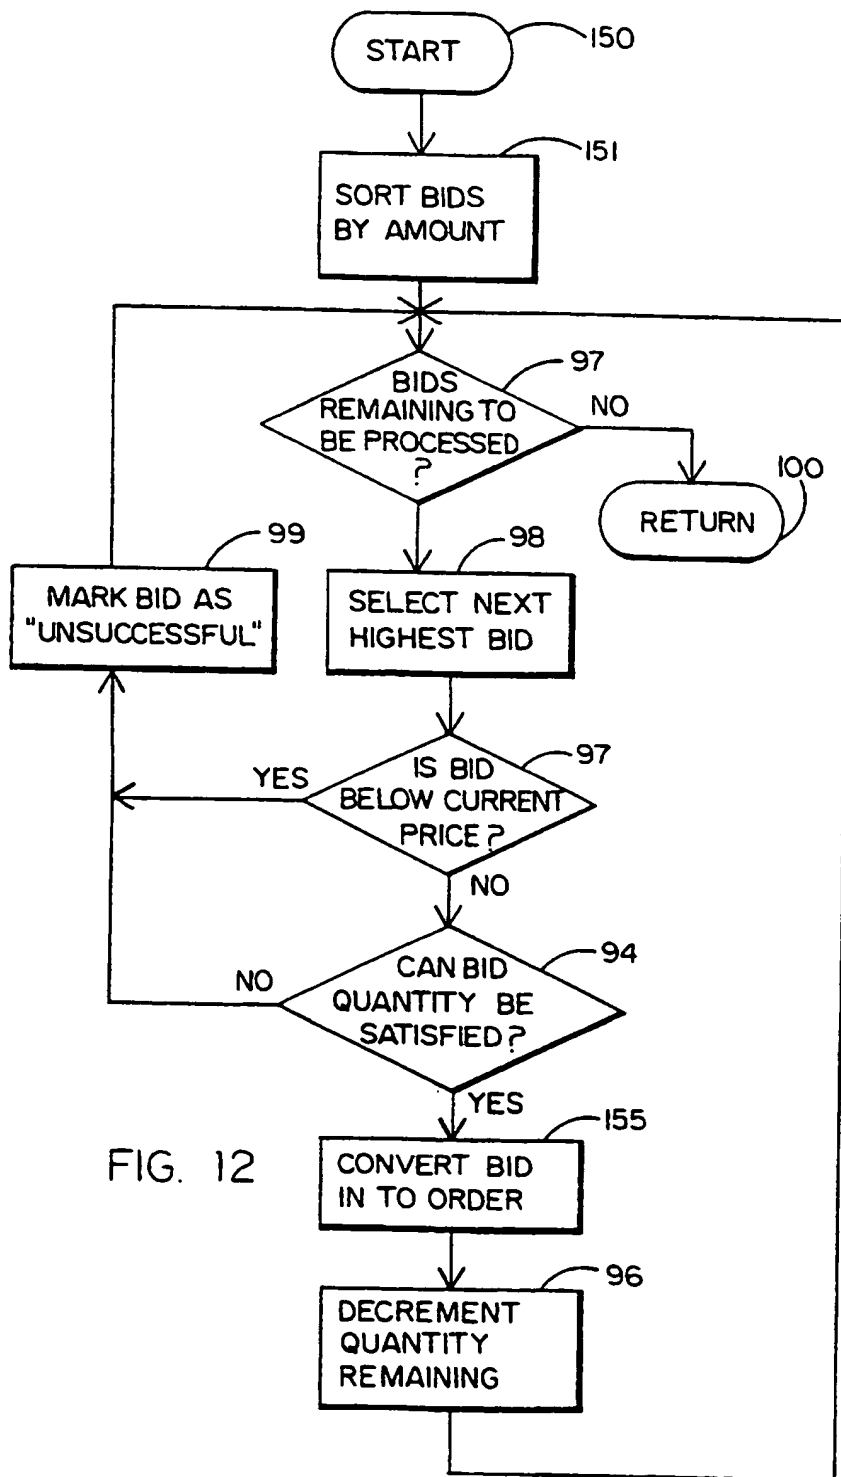 START
150
151
SORT BIDS
BY AMOUNT
97
BIDS
REMAINING TO
BE PROCESSED
?
NO
100
RETURN
99
MARK BID AS
"UNSUCCESSFUL"
98
SELECT NEXT
HIGHEST BID
97
YES
IS BID
BELOW CURRENT
PRICE?
NO
94
NO
CAN BID
QUANTITY BE
SATISFIED?
YES
155
FIG. 12
CONVERT BID
IN TO ORDER
96
DECREMENT
QUANTITY
REMAINING